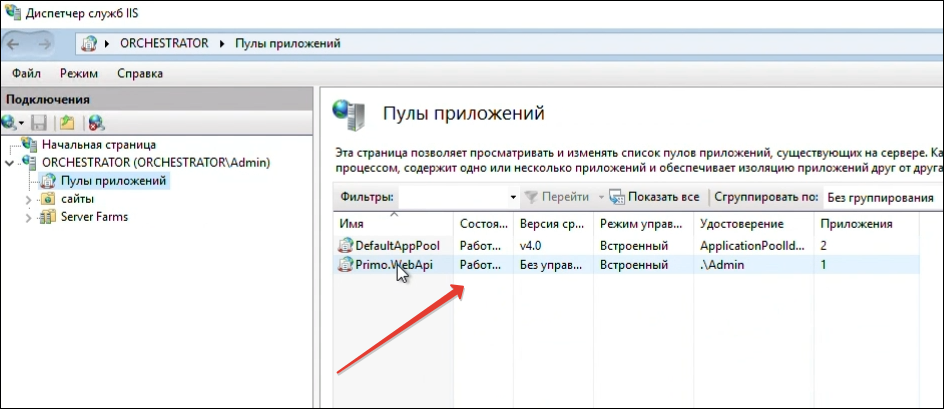 Диспетчер служб IIS
ORCHESTRATOR Пулы приложений
Файл Режим Справка
Подключения
Начальная страница
ORCHESTRATOR (ORCHESTRATOR\Admin)
Пулы приложений
сайты
Server Farms
Пулы приложений
Эта страница позволяет просматривать и изменять список пулов приложений, существующих на сервере. Ка
процессом, содержит одно или несколько приложений и обеспечивает изоляцию приложений друг от друга
Фильтры: Перейти Показать все Сгруппировать по: Без группирования
Имя Состоя... Версия ср... Режим управ... Удостоверение Приложения
DefaultAppPool Работ... v4.0 Встроенный ApplicationPoolId... 2
Primo.WebApi Работ... Без управ... Встроенный .\Admin 1